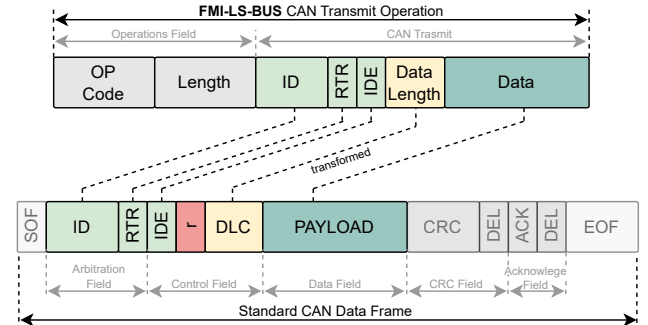 FMI-LS-BUS CAN Transmit Operation
Operations Field
CAN Trasmit
OP
Code
Length
ID
RTR
IDE
Data
Length
Data
transformed
SOF
ID
RTR
IDE
r
DLC
PAYLOAD
CRC
DEL
ACK
DEL
EOF
Arbitration
Field
Control Field
Data Field
CRC Field
Acknowlege
Field
Standard CAN Data Frame